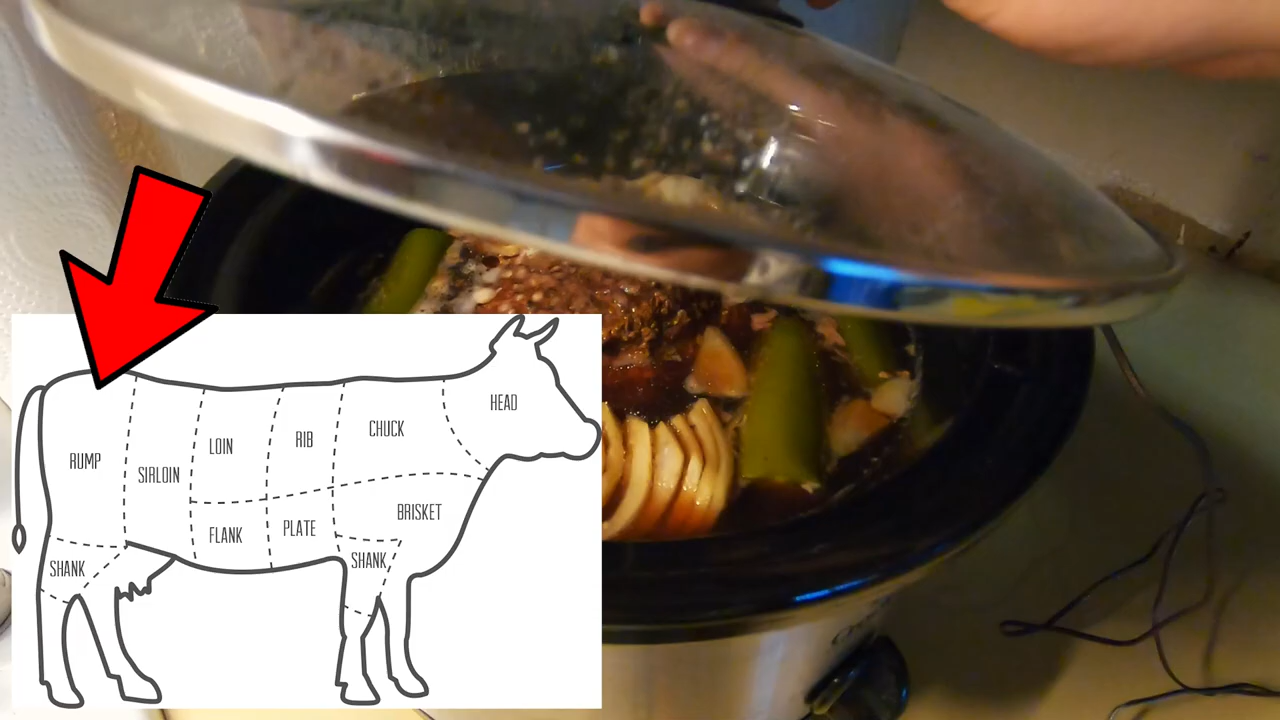 HEAD
CHUCK
RIB
LOIN
RUMP
SIRLOIN
BRISKET
PLATE
FLANK
SHANK
SHANK